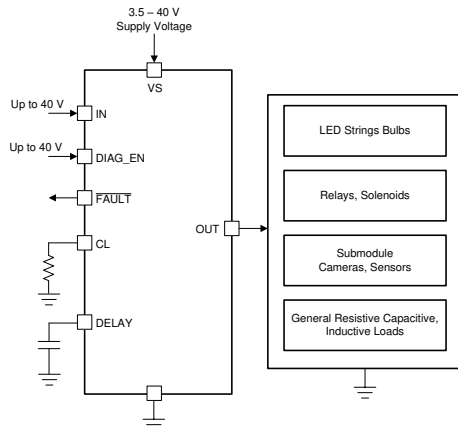 3.5 – 40 V
Supply Voltage
VS
Up to 40 V
IN
Up to 40 V
DIAG_EN
FAULT
CL
OUT
DELAY
LED Strings Bulbs
Relays, Solenoids
Submodule
Cameras, Sensors
General Resistive Capacitive,
Inductive Loads